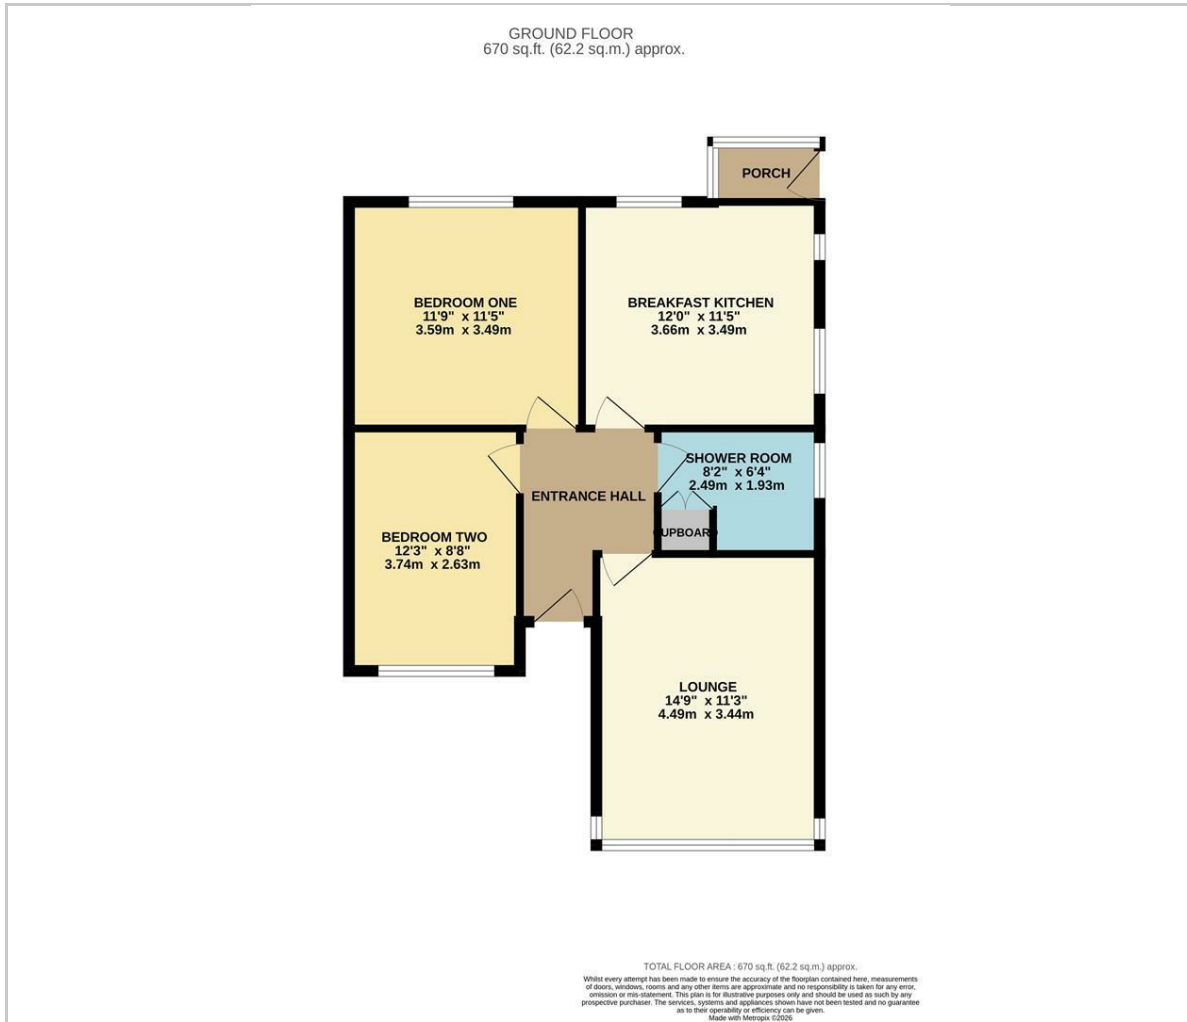 GROUND FLOOR
670 sq.ft. (62.2 sq.m.) approx.
PORCH
BEDROOM ONE
11'9" x 11'5"
3.59m x 3.49m
BREAKFAST KITCHEN
12'0" x 11'5"
3.66m x 3.49m
SHOWER ROOM
8'2" x 6'4"
2.49m x 1.93m
ENTRANCE HALL
UPBOARD
BEDROOM TWO
12'3" x 8'8"
3.74m x 2.63m
LOUNGE
14'9" x 11'3"
4.49m x 3.44m
TOTAL FLOOR AREA : 670 sq.ft. (62.2 sq.m.) approx.
Whilst every attempt has been made to ensure the accuracy of the floorplan contained here, measurements
of doors, windows, rooms and any other items are approximate and no responsibility is taken for any error,
omission or mis-statement. This plan is for illustrative purposes only and should be used as such by any
prospective purchaser. The services, systems and appliances shown have not been tested and no guarantee
as to their operability or efficiency can be given.
Made with Metropix ©2026